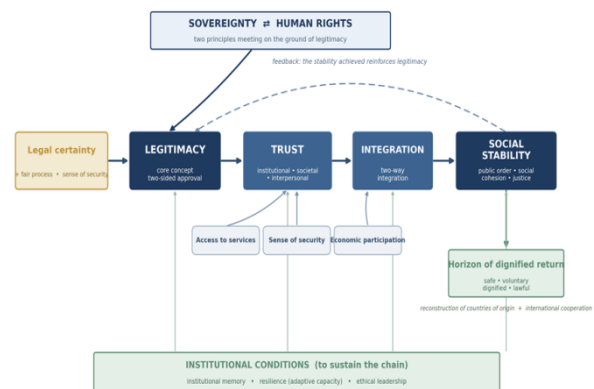 SOVEREIGNTY ⇄ HUMAN RIGHTS
two principles meeting on the ground of legitimacy
feedback: the stability achieved reinforces legitimacy
Legal certainty
• fair process • sense of security
LEGITIMACY
core concept
two-sided approval
TRUST
institutional • societal
• interpersonal
INTEGRATION
two-way
integration
SOCIAL
STABILITY
public order • social
cohesion • justice
Access to services
Sense of security
Economic participation
Horizon of dignified return
safe • voluntary
dignified • lawful
reconstruction of countries of origin + international cooperation
INSTITUTIONAL CONDITIONS (to sustain the chain)
institutional memory • resilience (adaptive capacity) • ethical leadership